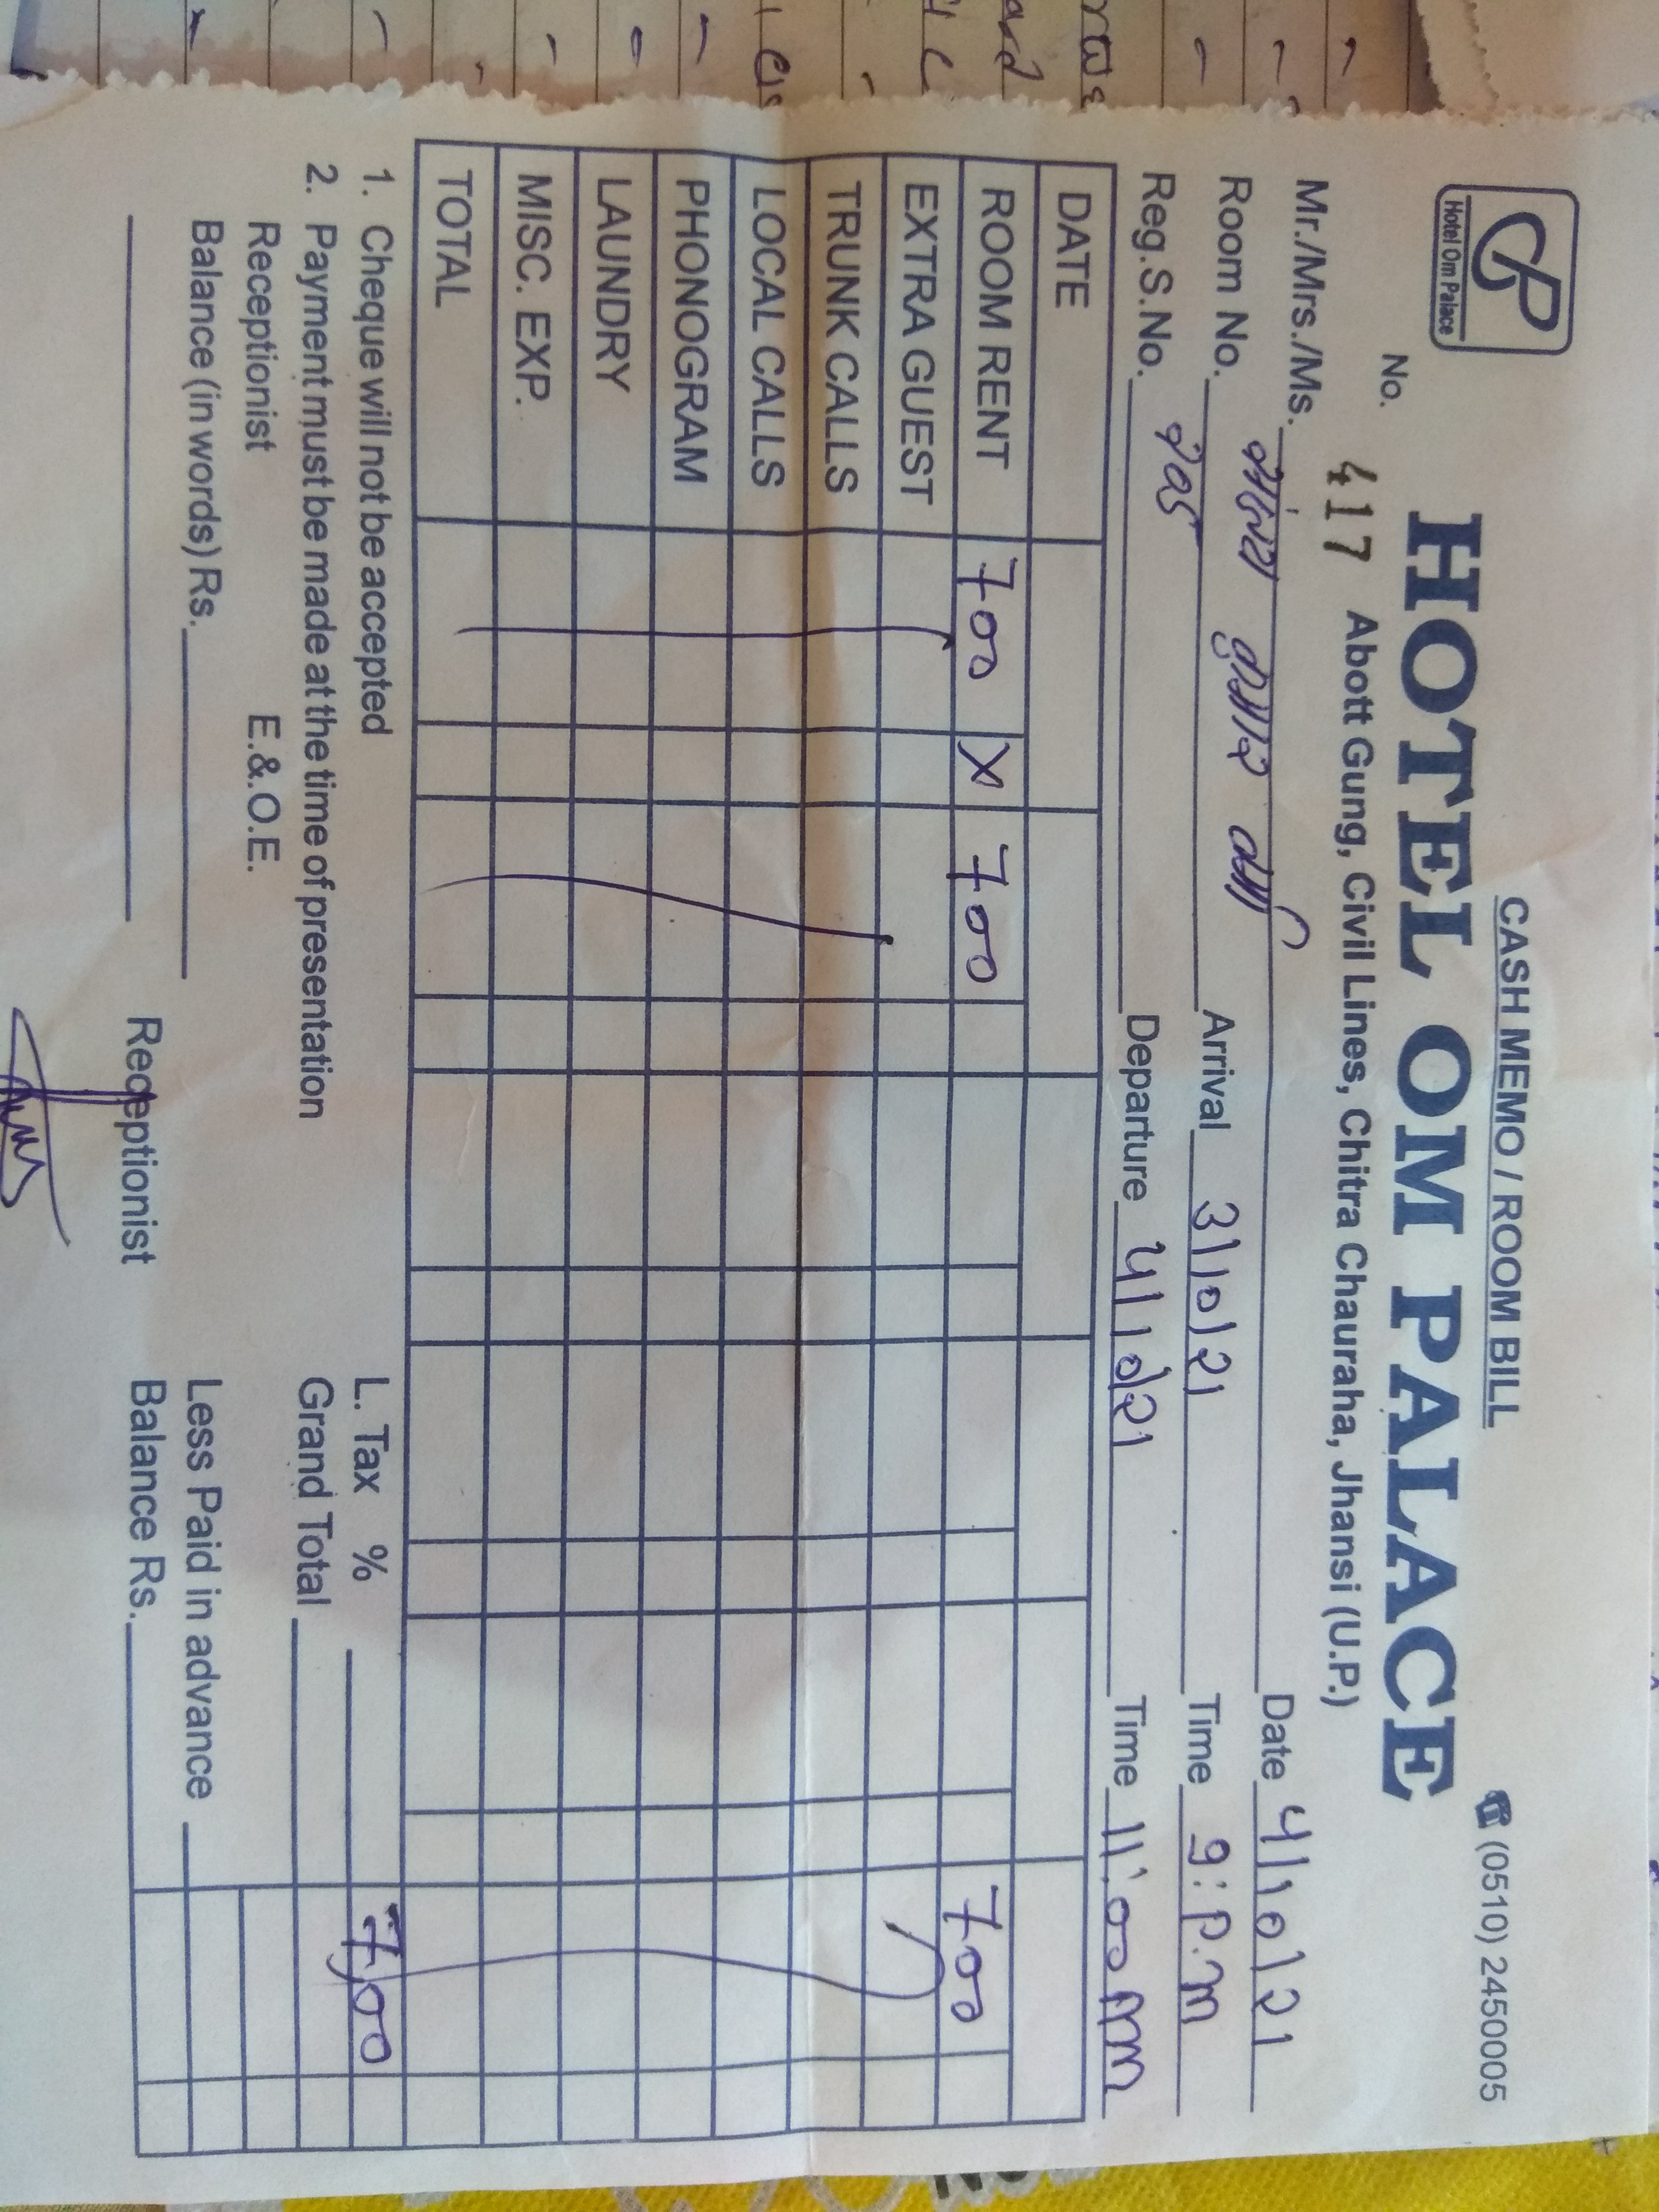 CASH MEMO / ROOM BILL
☎ (0510) 2450005
Hotel Om Palace
HOTEL OM PALACE
No. 417 Abott Gung, Civil Lines, Chitra Chauraha, Jhansi (U.P.)
Mr./Mrs./Ms. कुमार वर्मा Date 4/10/21
Room No. Arrival 3/10/21 Time 9:P.M
Reg.S.No. Departure 4/10/21 Time 11:00 AM
DATE
ROOM RENT 700 X 700 700
EXTRA GUEST
TRUNK CALLS
LOCAL CALLS
PHONOGRAM
LAUNDRY
MISC. EXP.
TOTAL
1. Cheque will not be accepted L. Tax % 700
2. Payment must be made at the time of presentation Grand Total
Receptionist E.&.O.E.
Balance (in words) Rs. Less Paid in advance
Receptionist Balance Rs.